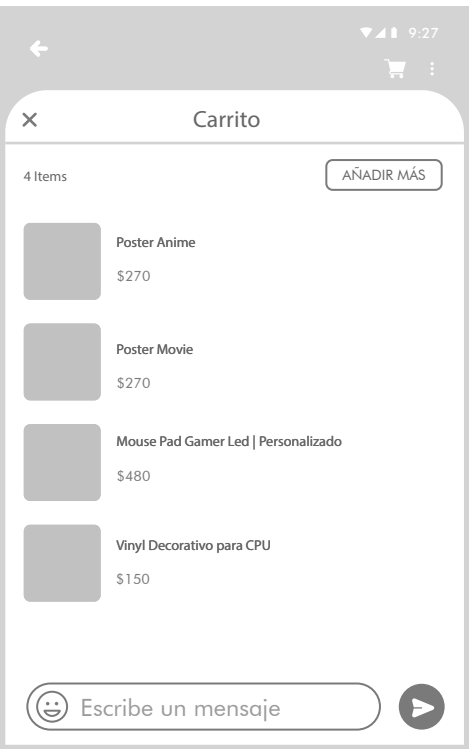 9:27
Carrito
4 Items
AÑADIR MÁS
Poster Anime
$270
Poster Movie
$270
Mouse Pad Gamer Led | Personalizado
$480
Vinyl Decorativo para CPU
$150
Escribe un mensaje